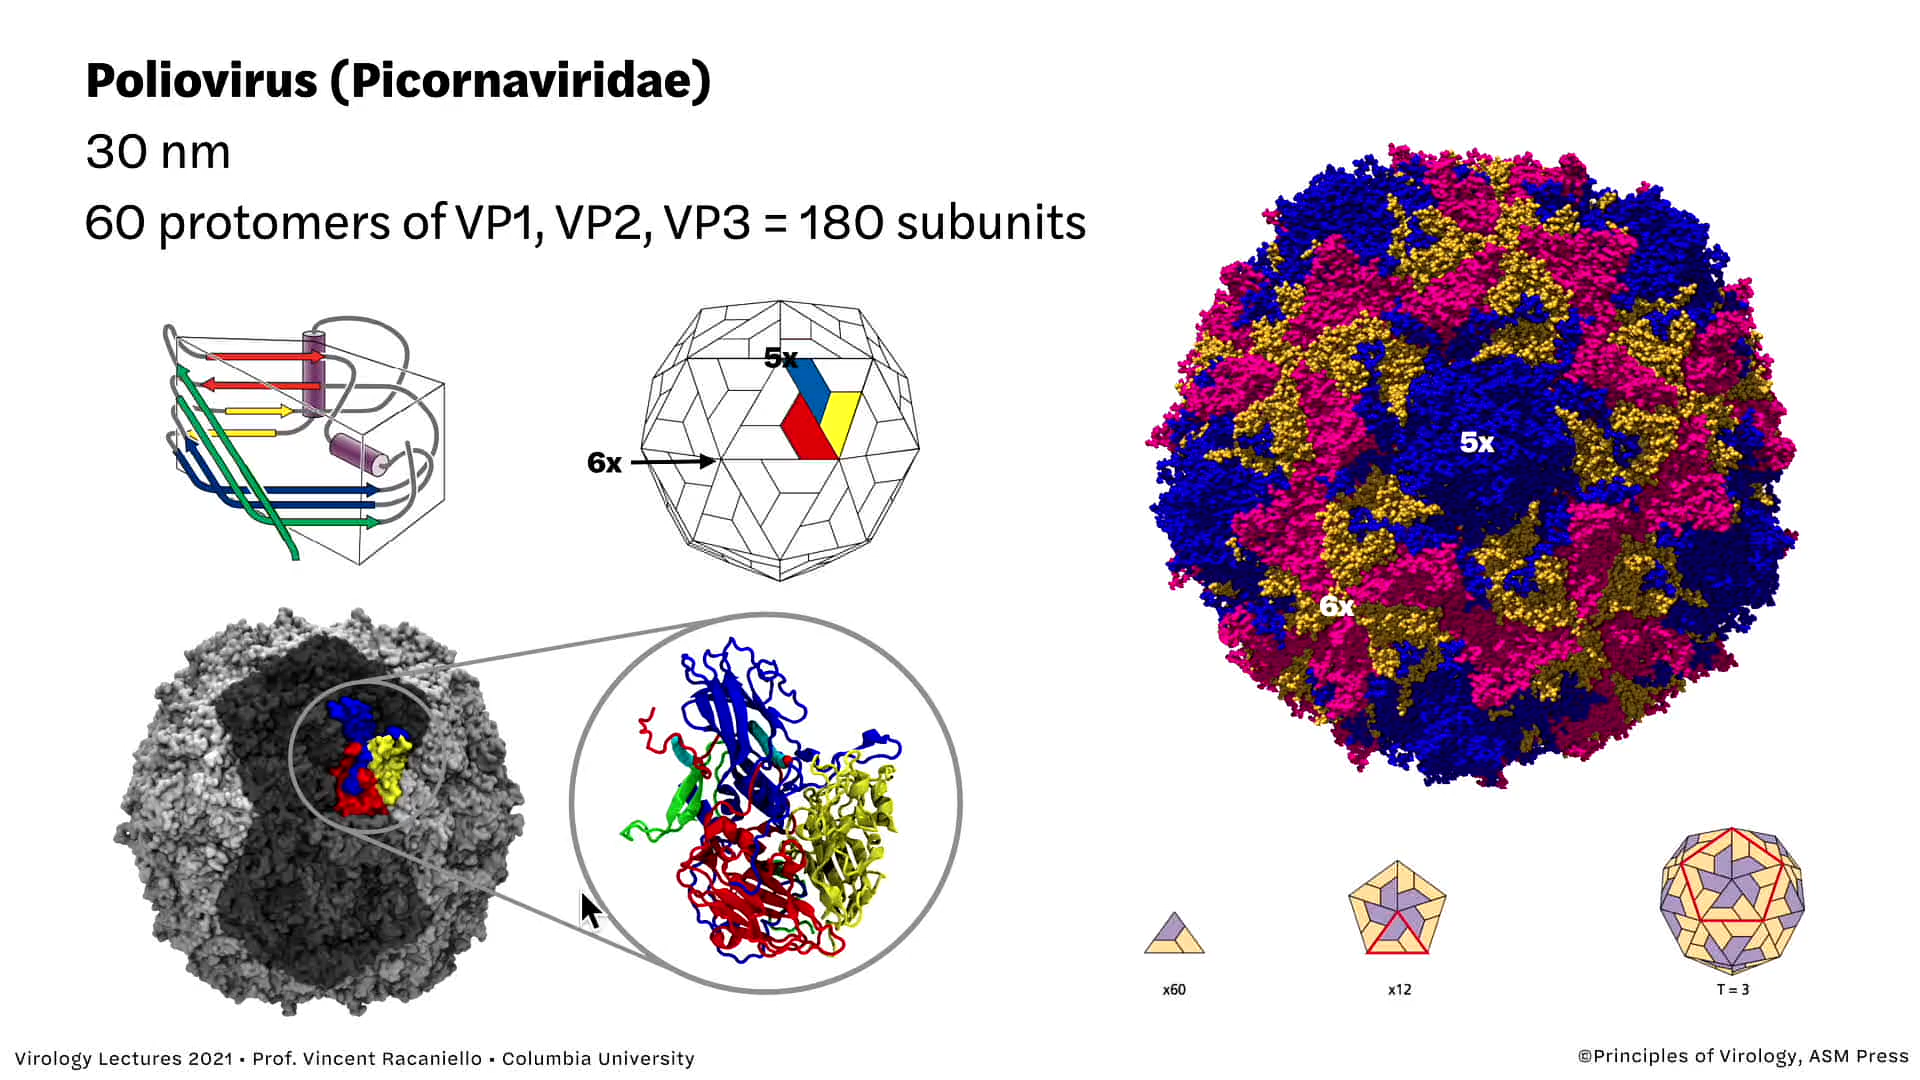 Poliovirus (Picornaviridae)
30 nm
60 protomers of VP1, VP2, VP3 = 180 subunits
5x
6x
5x
6x
x60
x12
T = 3
Virology Lectures 2021 • Prof. Vincent Racaniello • Columbia University
©Principles of Virology, ASM Press